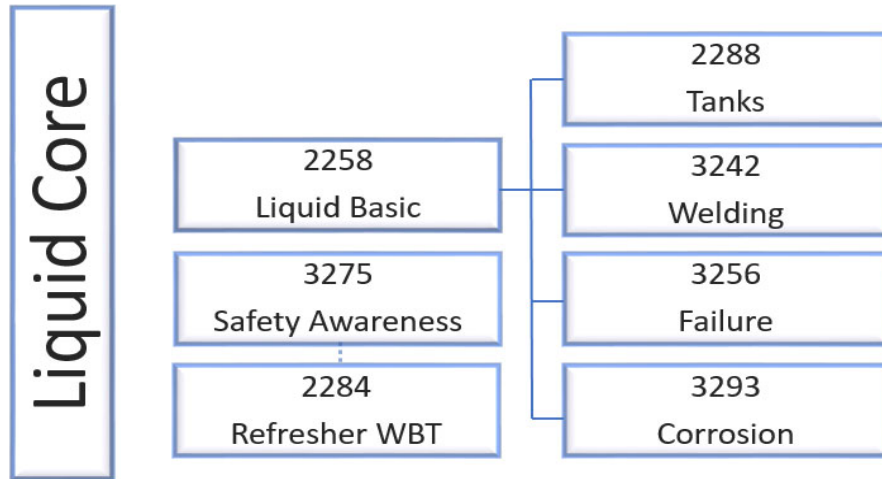 Liquid Core
2258
Liquid Basic
3275
Safety Awareness
2284
Refresher WBT
2288
Tanks
3242
Welding
3256
Failure
3293
Corrosion